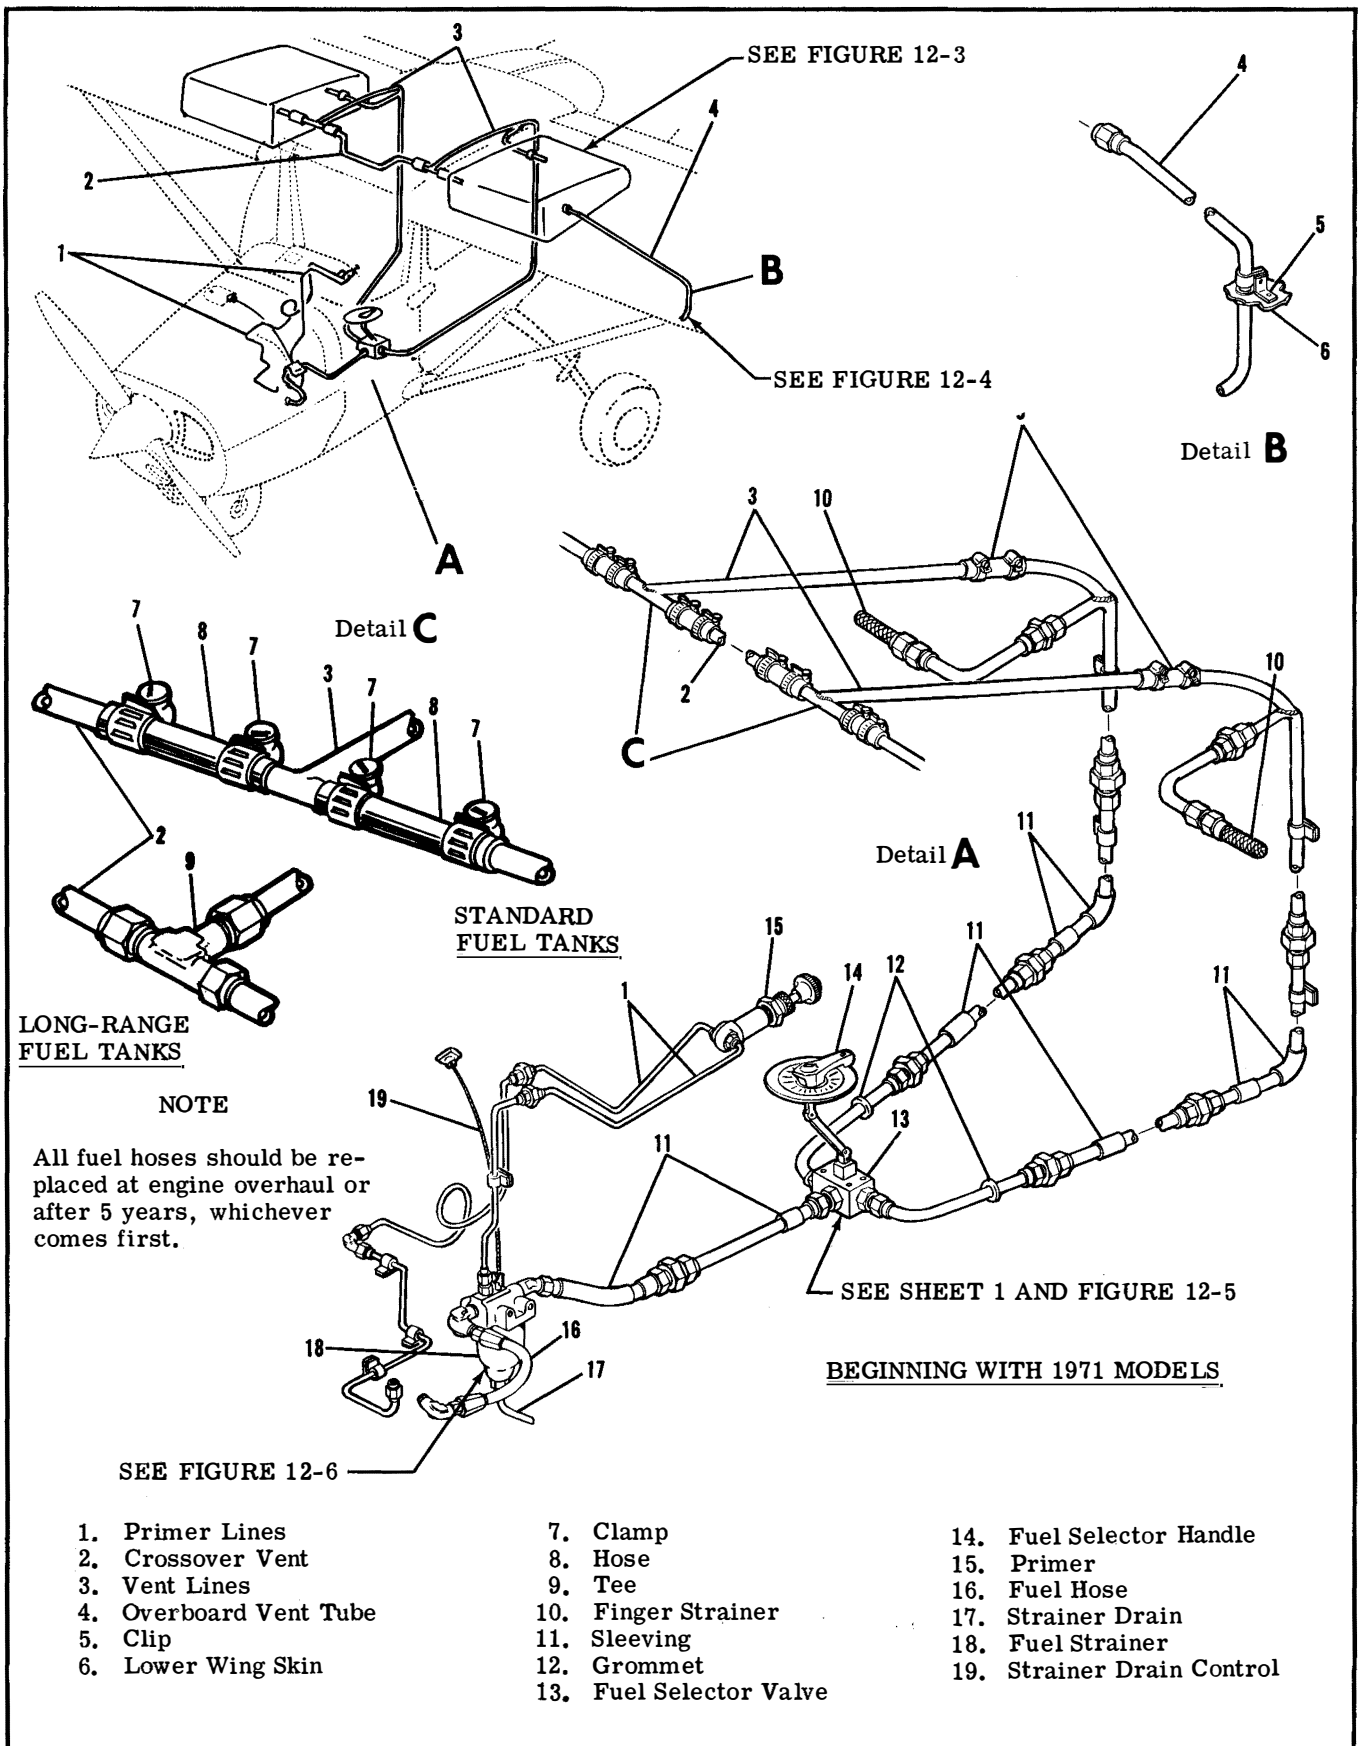 3
SEE FIGURE 12-3
4
2
1
B
SEE FIGURE 12-4
A
4
5
6
Detail B
3
10
2
C
10
Detail A
11
11
11
12
14
13
15
1
19
11
16
18
17
SEE SHEET 1 AND FIGURE 12-5
BEGINNING WITH 1971 MODELS
SEE FIGURE 12-6
Detail C
7
8
7
3
7
8
7
2
9
STANDARD
FUEL TANKS
LONG-RANGE
FUEL TANKS
NOTE
All fuel hoses should be re-
placed at engine overhaul or
after 5 years, whichever
comes first.
1. Primer Lines
2. Crossover Vent
3. Vent Lines
4. Overboard Vent Tube
5. Clip
6. Lower Wing Skin
7. Clamp
8. Hose
9. Tee
10. Finger Strainer
11. Sleeving
12. Grommet
13. Fuel Selector Valve
14. Fuel Selector Handle
15. Primer
16. Fuel Hose
17. Strainer Drain
18. Fuel Strainer
19. Strainer Drain Control